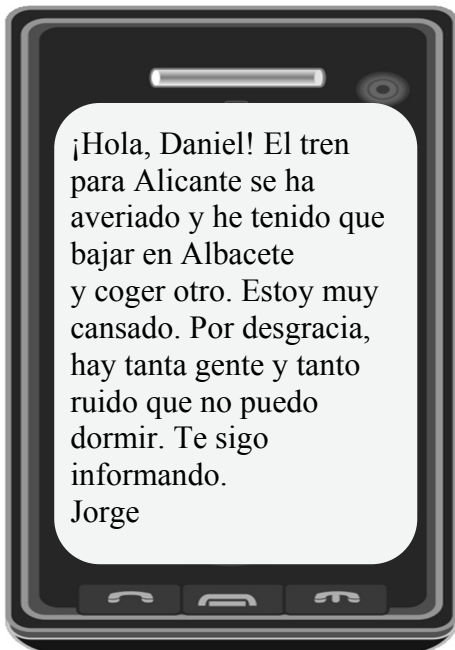 ¡Hola, Daniel! El tren
para Alicante se ha
averiado y he tenido que
bajar en Albacete
y coger otro. Estoy muy
cansado. Por desgracia,
hay tanta gente y tanto
ruido que no puedo
dormir. Te sigo
informando.
Jorge